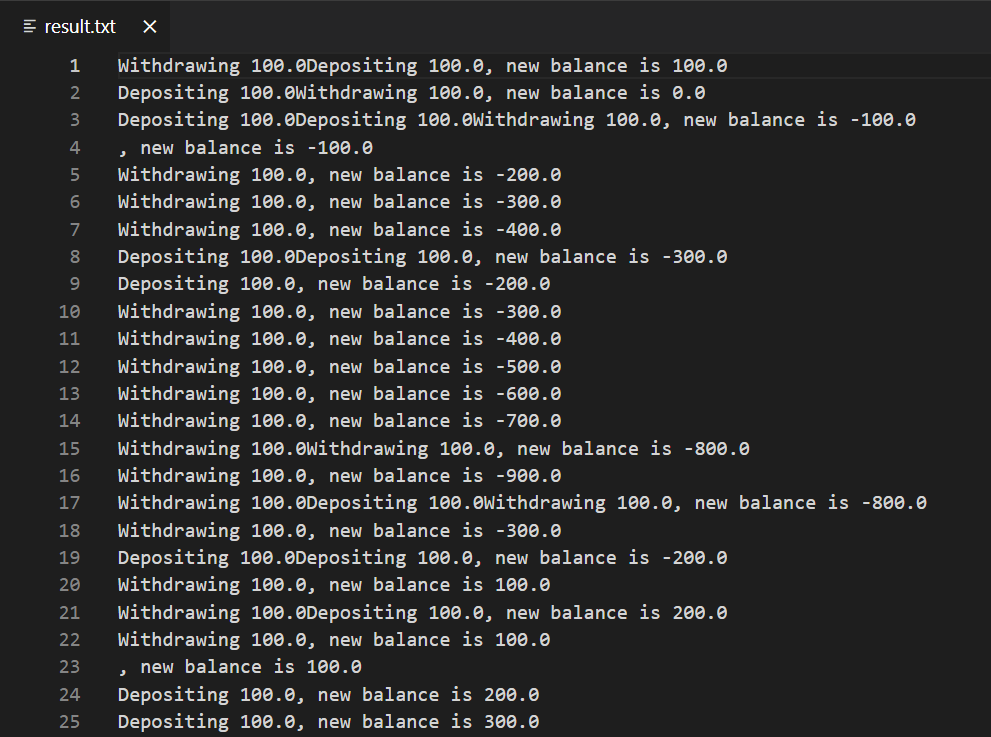 result.txt
1 Withdrawing 100.0Depositing 100.0, new balance is 100.0
2 Depositing 100.0Withdrawing 100.0, new balance is 0.0
3 Depositing 100.0Depositing 100.0Withdrawing 100.0, new balance is -100.0
4 , new balance is -100.0
5 Withdrawing 100.0, new balance is -200.0
6 Withdrawing 100.0, new balance is -300.0
7 Withdrawing 100.0, new balance is -400.0
8 Depositing 100.0Depositing 100.0, new balance is -300.0
9 Depositing 100.0, new balance is -200.0
10 Withdrawing 100.0, new balance is -300.0
11 Withdrawing 100.0, new balance is -400.0
12 Withdrawing 100.0, new balance is -500.0
13 Withdrawing 100.0, new balance is -600.0
14 Withdrawing 100.0, new balance is -700.0
15 Withdrawing 100.0Withdrawing 100.0, new balance is -800.0
16 Withdrawing 100.0, new balance is -900.0
17 Withdrawing 100.0Depositing 100.0Withdrawing 100.0, new balance is -800.0
18 Withdrawing 100.0, new balance is -300.0
19 Depositing 100.0Depositing 100.0, new balance is -200.0
20 Withdrawing 100.0, new balance is 100.0
21 Withdrawing 100.0Depositing 100.0, new balance is 200.0
22 Withdrawing 100.0, new balance is 100.0
23 , new balance is 100.0
24 Depositing 100.0, new balance is 200.0
25 Depositing 100.0, new balance is 300.0